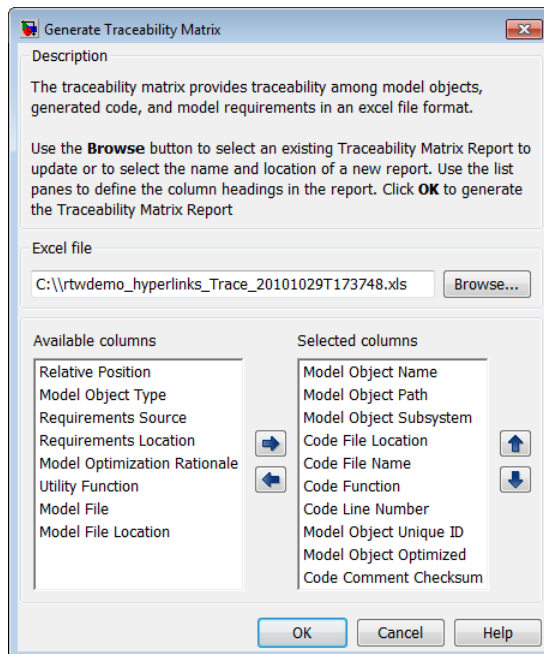 Generate Traceability Matrix
Description
The traceability matrix provides traceability among model objects,
generated code, and model requirements in an excel file format.
Use the Browse button to select an existing Traceability Matrix Report to
update or to select the name and location of a new report. Use the list
panes to define the column headings in the report. Click OK to generate
the Traceability Matrix Report
Excel file
C:\\rtwdemo_hyperlinks_Trace_20101029T173748.xls
Browse...
Available columns
Relative Position
Model Object Type
Requirements Source
Requirements Location
Model Optimization Rationale
Utility Function
Model File
Model File Location
Selected columns
Model Object Name
Model Object Path
Model Object Subsystem
Code File Location
Code File Name
Code Function
Code Line Number
Model Object Unique ID
Model Object Optimized
Code Comment Checksum
OK
Cancel
Help